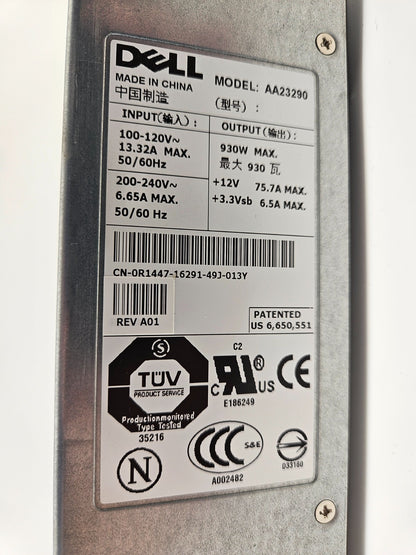 DELL
MADE IN CHINA
中国制造
MODEL: AA23290
(型号) :
INPUT(输入) :
100-120V~
13.32A MAX.
50/60Hz
200-240V~
6.65A MAX.
50/60 Hz
OUTPUT(输出):
930W MAX.
最大 930 瓦
+12V 75.7A MAX.
+3.3Vsb 6.5A MAX.
CN-0R1447-16291-49J-013Y
REV A01
PATENTED
US 6,650,551
S
TÜV
PRODUCT SERVICE
Productionmonitored
Type Tested
35216
C2
C RU ® US
E186249
CE
N
CCC S&E
A002482
D33160